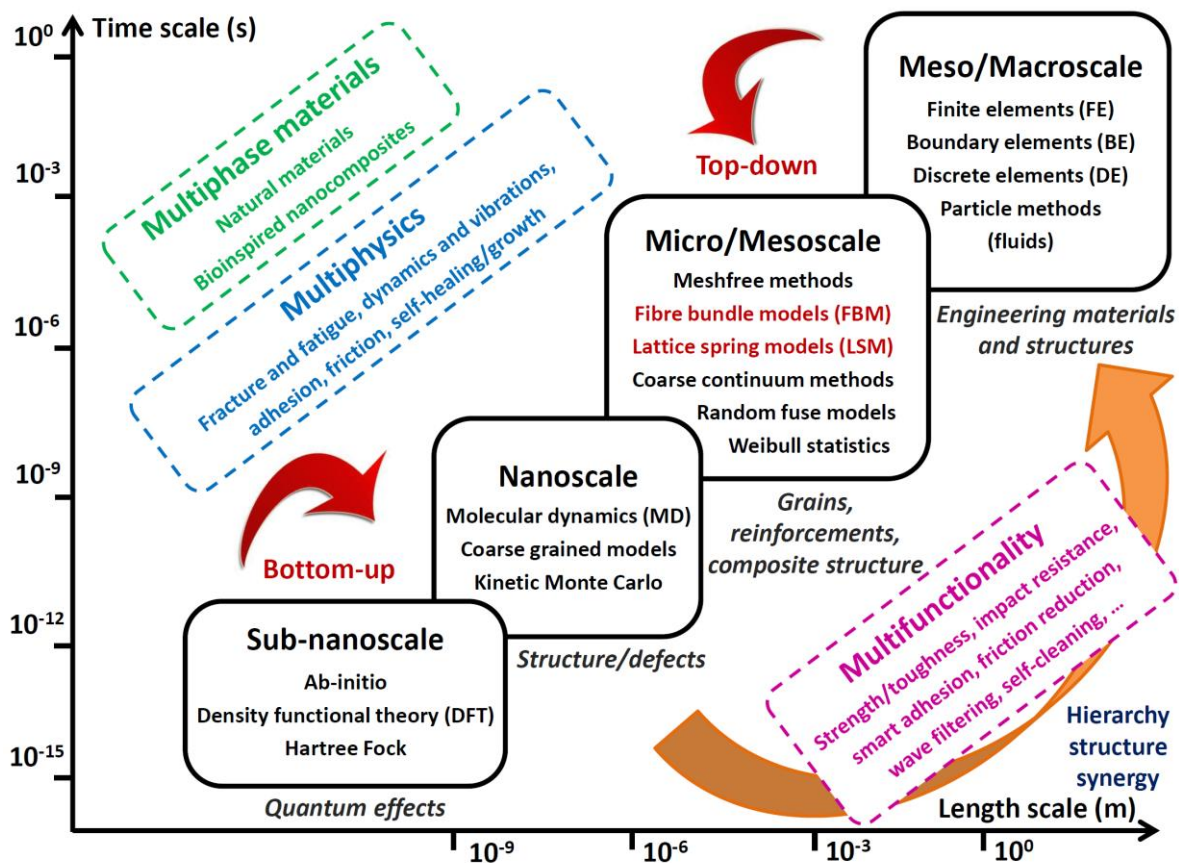 Time scale (s)
10⁰
10⁻³
10⁻⁶
10⁻⁹
10⁻¹²
10⁻¹⁵
Multiphase materials
Natural materials
Bioinspired nanocomposites
Multiphysics
Fracture and fatigue, dynamics and vibrations,
adhesion, friction, self-healing/growth
Top-down
Meso/Macroscale
Finite elements (FE)
Boundary elements (BE)
Discrete elements (DE)
Particle methods
(fluids)
Engineering materials
and structures
Micro/Mesoscale
Meshfree methods
Fibre bundle models (FBM)
Lattice spring models (LSM)
Coarse continuum methods
Random fuse models
Weibull statistics
Grains,
reinforcements,
composite structure
Bottom-up
Nanoscale
Molecular dynamics (MD)
Coarse grained models
Kinetic Monte Carlo
Structure/defects
Sub-nanoscale
Ab-initio
Density functional theory (DFT)
Hartree Fock
Quantum effects
Multifunctionality
Strength/toughness, impact resistance,
smart adhesion, friction reduction,
wave filtering, self-cleaning, ...
Hierarchy
structure
synergy
Length scale (m)
10⁻⁹
10⁻⁶
10⁻³
10⁰